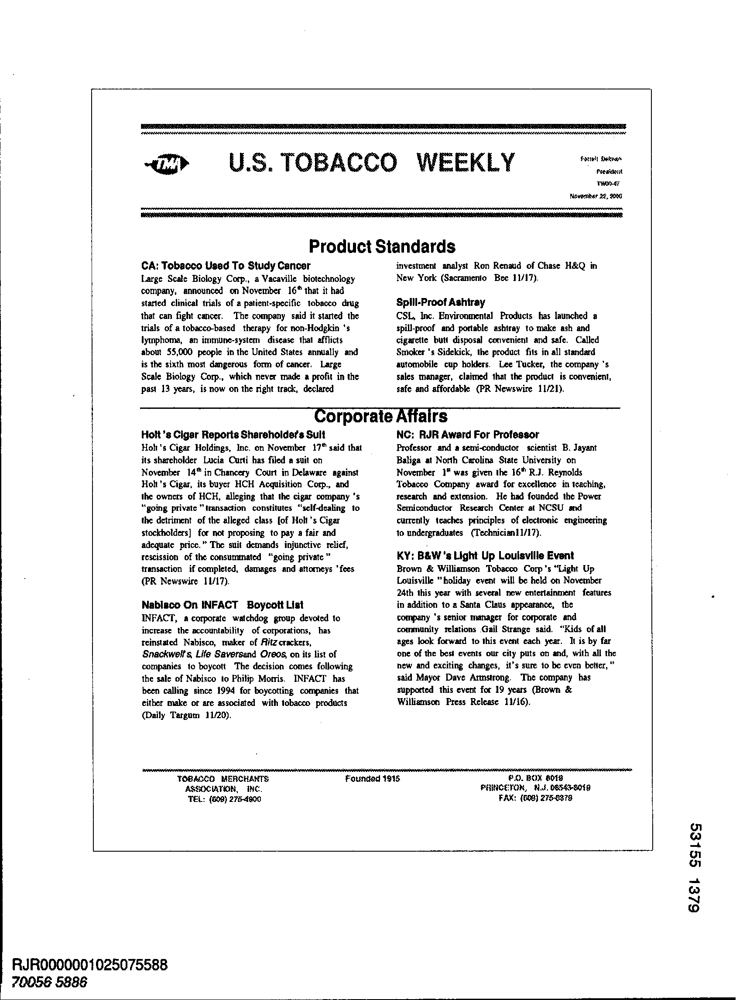 TMA
U.S. TOBACCO WEEKLY
Farrell Delman
President
TW00-47
November 22, 2000
Product Standards
CA: Tobacco Used To Study Cancer
Large Scale Biology Corp., a Vacaville biotechnology
company, announced on November 16th that it had
started clinical trials of a patient-specific tobacco drug
that can fight cancer. The company said it started the
trials of a tobacco-based therapy for non-Hodgkin 's
lymphoma, an immune-system disease that afflicts
about 55,000 people in the United States annually and
is the sixth most dangerous form of cancer. Large
Scale Biology Corp., which never made a profit in the
past 13 years, is now on the right track, declared
investment analyst Ron Renaud of Chase H&Q in
New York (Sacramento Bee 11/17).
Spill-Proof Ashtray
CSL, Inc. Environmental Products has launched a
spill-proof and portable ashtray to make ash and
cigarette butt disposal convenient and safe. Called
Smoker 's Sidekick, the product fits in all standard
automobile cup holders. Lee Tucker, the company 's
sales manager, claimed that the product is convenient,
safe and affordable (PR Newswire 11/21).
Corporate Affairs
Holt 's Cigar Reports Shareholder's Suit
Holt 's Cigar Holdings, Inc. on November 17th said that
its shareholder Lucia Curti has filed a suit on
November 14th in Chancery Court in Delaware against
Holt 's Cigar, its buyer HCH Acquisition Corp., and
the owners of HCH, alleging that the cigar company 's
"going private " transaction constitutes "self-dealing to
the detriment of the alleged class [of Holt 's Cigar
stockholders] for not proposing to pay a fair and
adequate price." The suit demands injunctive relief,
rescission of the consummated "going private "
transaction if completed, damages and attorneys 'fees
(PR Newswire 11/17).
Nabisco On INFACT Boycott List
INFACT, a corporate watchdog group devoted to
increase the accountability of corporations, has
reinstated Nabisco, maker of Ritz crackers,
Snackwell's, Life Savers and Oreos, on its list of
companies to boycott The decision comes following
the sale of Nabisco to Philip Morris. INFACT has
been calling since 1994 for boycotting companies that
either make or are associated with tobacco products
(Daily Targum 11/20).
NC: RJR Award For Professor
Professor and a semi-conductor scientist B. Jayant
Baliga at North Carolina State University on
November 1st was given the 16th R.J. Reynolds
Tobacco Company award for excellence in teaching,
research and extension. He had founded the Power
Semiconductor Research Center at NCSU and
currently teaches principles of electronic engineering
to undergraduates (Technician11/17).
KY: B&W 's Light Up Louisville Event
Brown & Williamson Tobacco Corp 's "Light Up
Louisville " holiday event will be held on November
24th this year with several new entertainment features
in addition to a Santa Claus appearance, the
company 's senior manager for corporate and
community relations Gail Strange said. "Kids of all
ages look forward to this event each year. It is by far
one of the best events our city puts on and, with all the
new and exciting changes, it's sure to be even better, "
said Mayor Dave Armstrong. The company has
supported this event for 19 years (Brown &
Williamson Press Release 11/16).
TOBACCO MERCHANTS
ASSOCIATION, INC.
TEL: (609) 275-4900
Founded 1915
P.O. BOX 8019
PRINCETON, N.J. 08543-8019
FAX: (609) 275-8379
53155 1379
RJR0000001025075588
70056 5886